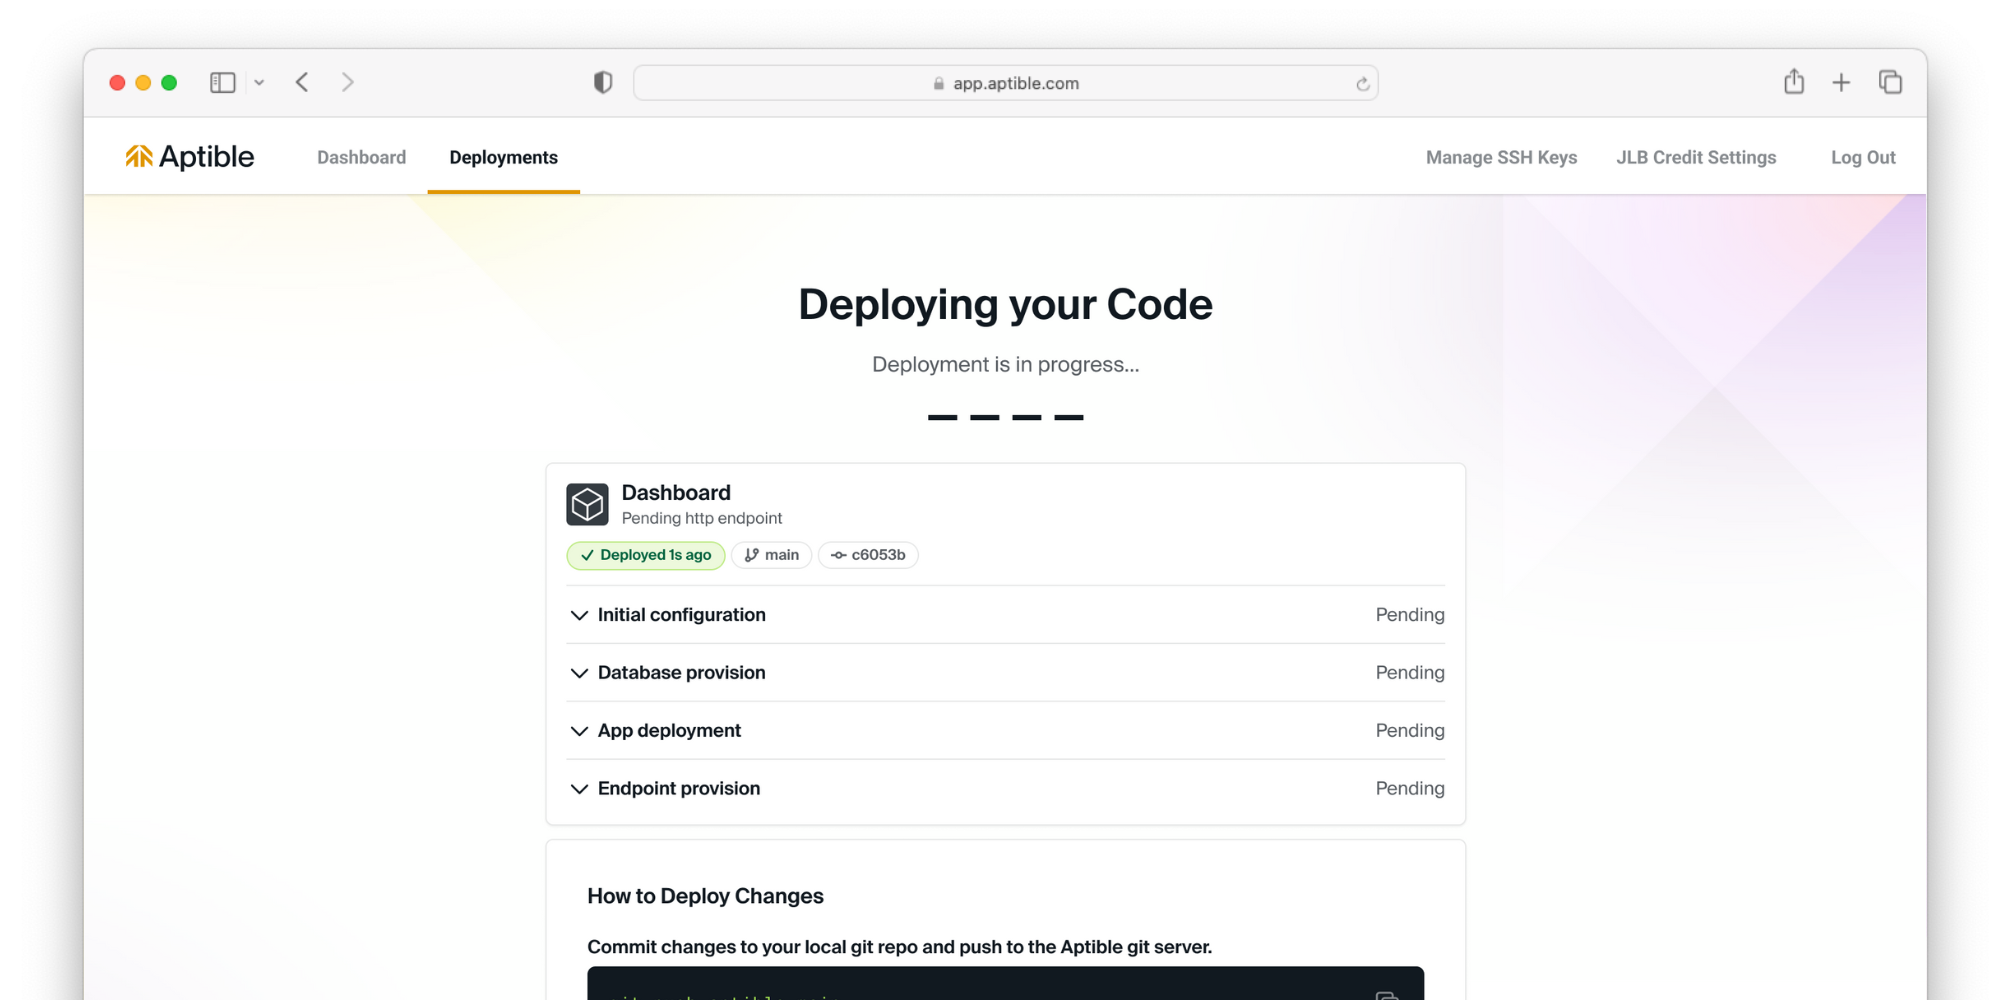 app.aptible.com
Aptible Dashboard Deployments Manage SSH Keys JLB Credit Settings Log Out
Deploying your Code
Deployment is in progress...
Dashboard
Pending http endpoint
Deployed 1s ago main c6053b
Initial configuration Pending
Database provision Pending
App deployment Pending
Endpoint provision Pending
How to Deploy Changes
Commit changes to your local git repo and push to the Aptible git server.